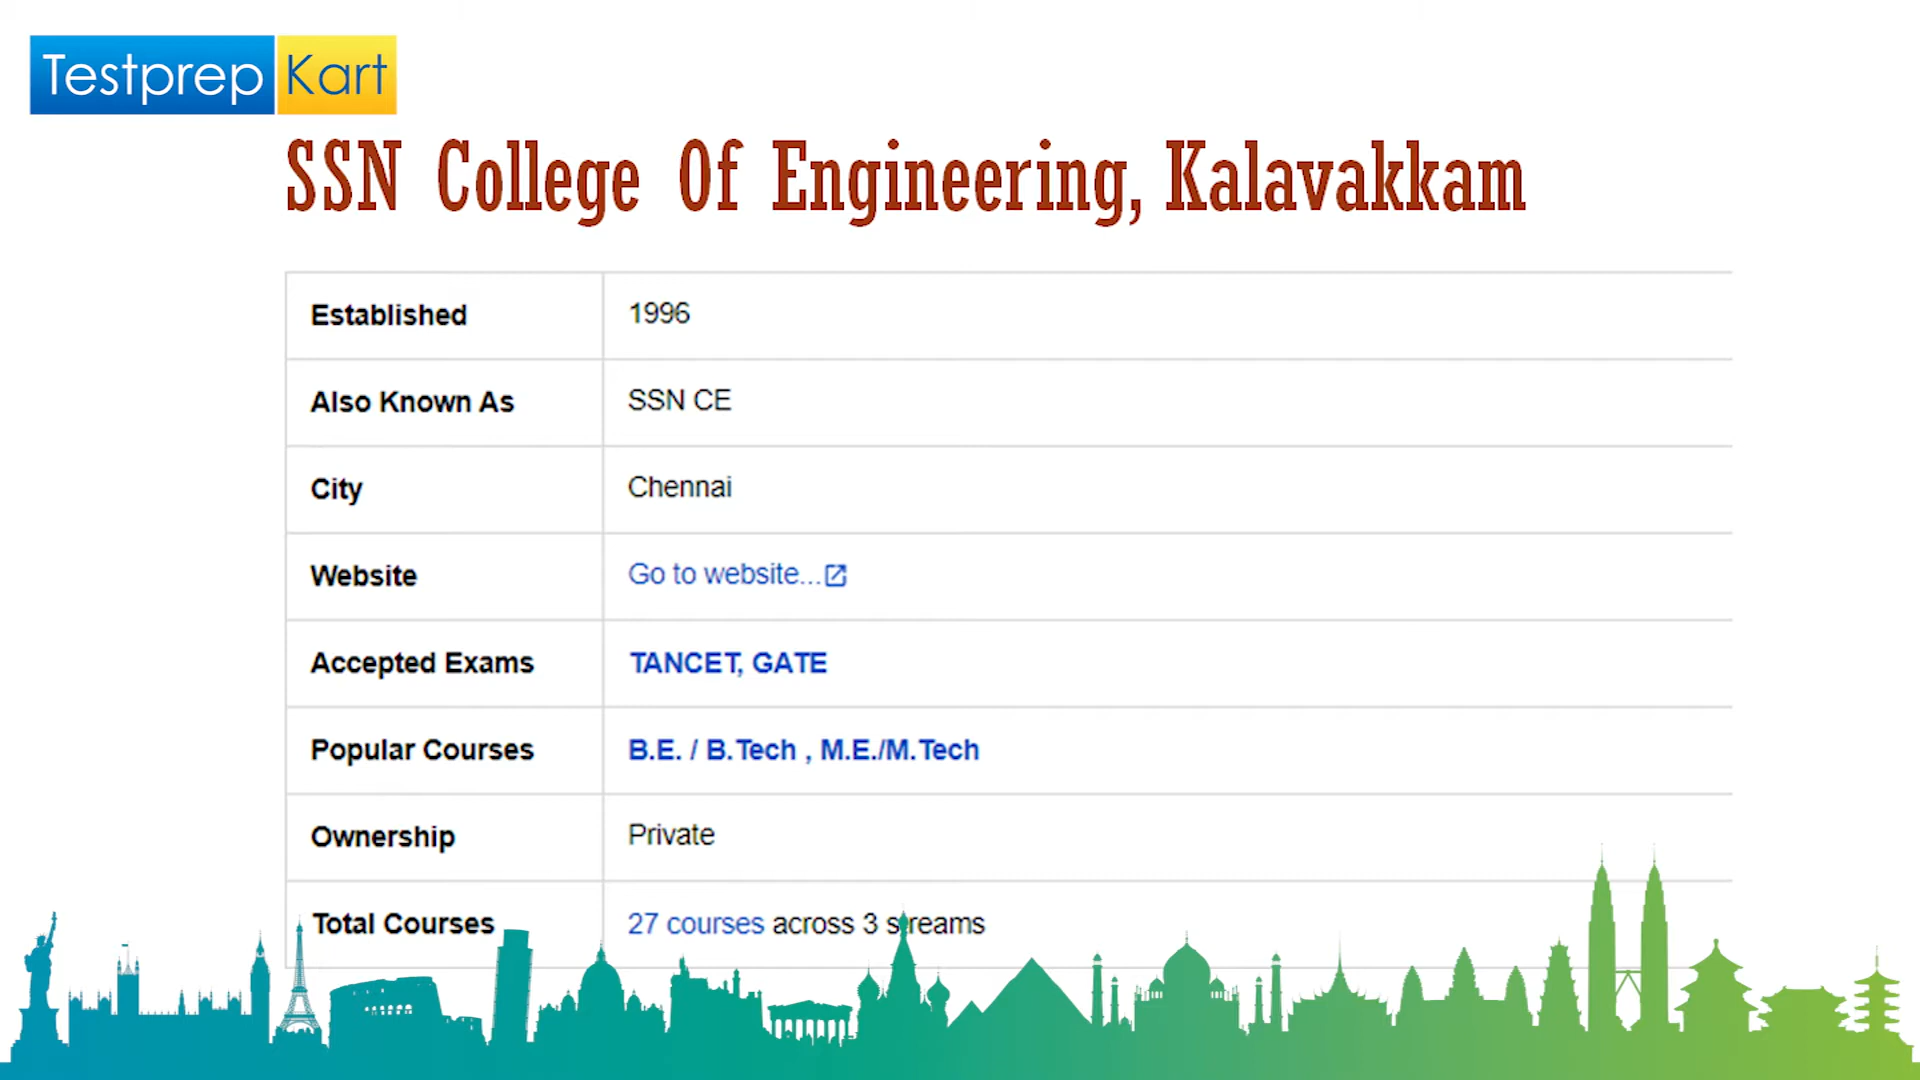 Testprep Kart
SSN College Of Engineering, Kalavakkam
Established 1996
Also Known As SSN CE
City Chennai
Website Go to website...
Accepted Exams TANCET, GATE
Popular Courses B.E. / B.Tech , M.E./M.Tech
Ownership Private
Total Courses 27 courses across 3 streams